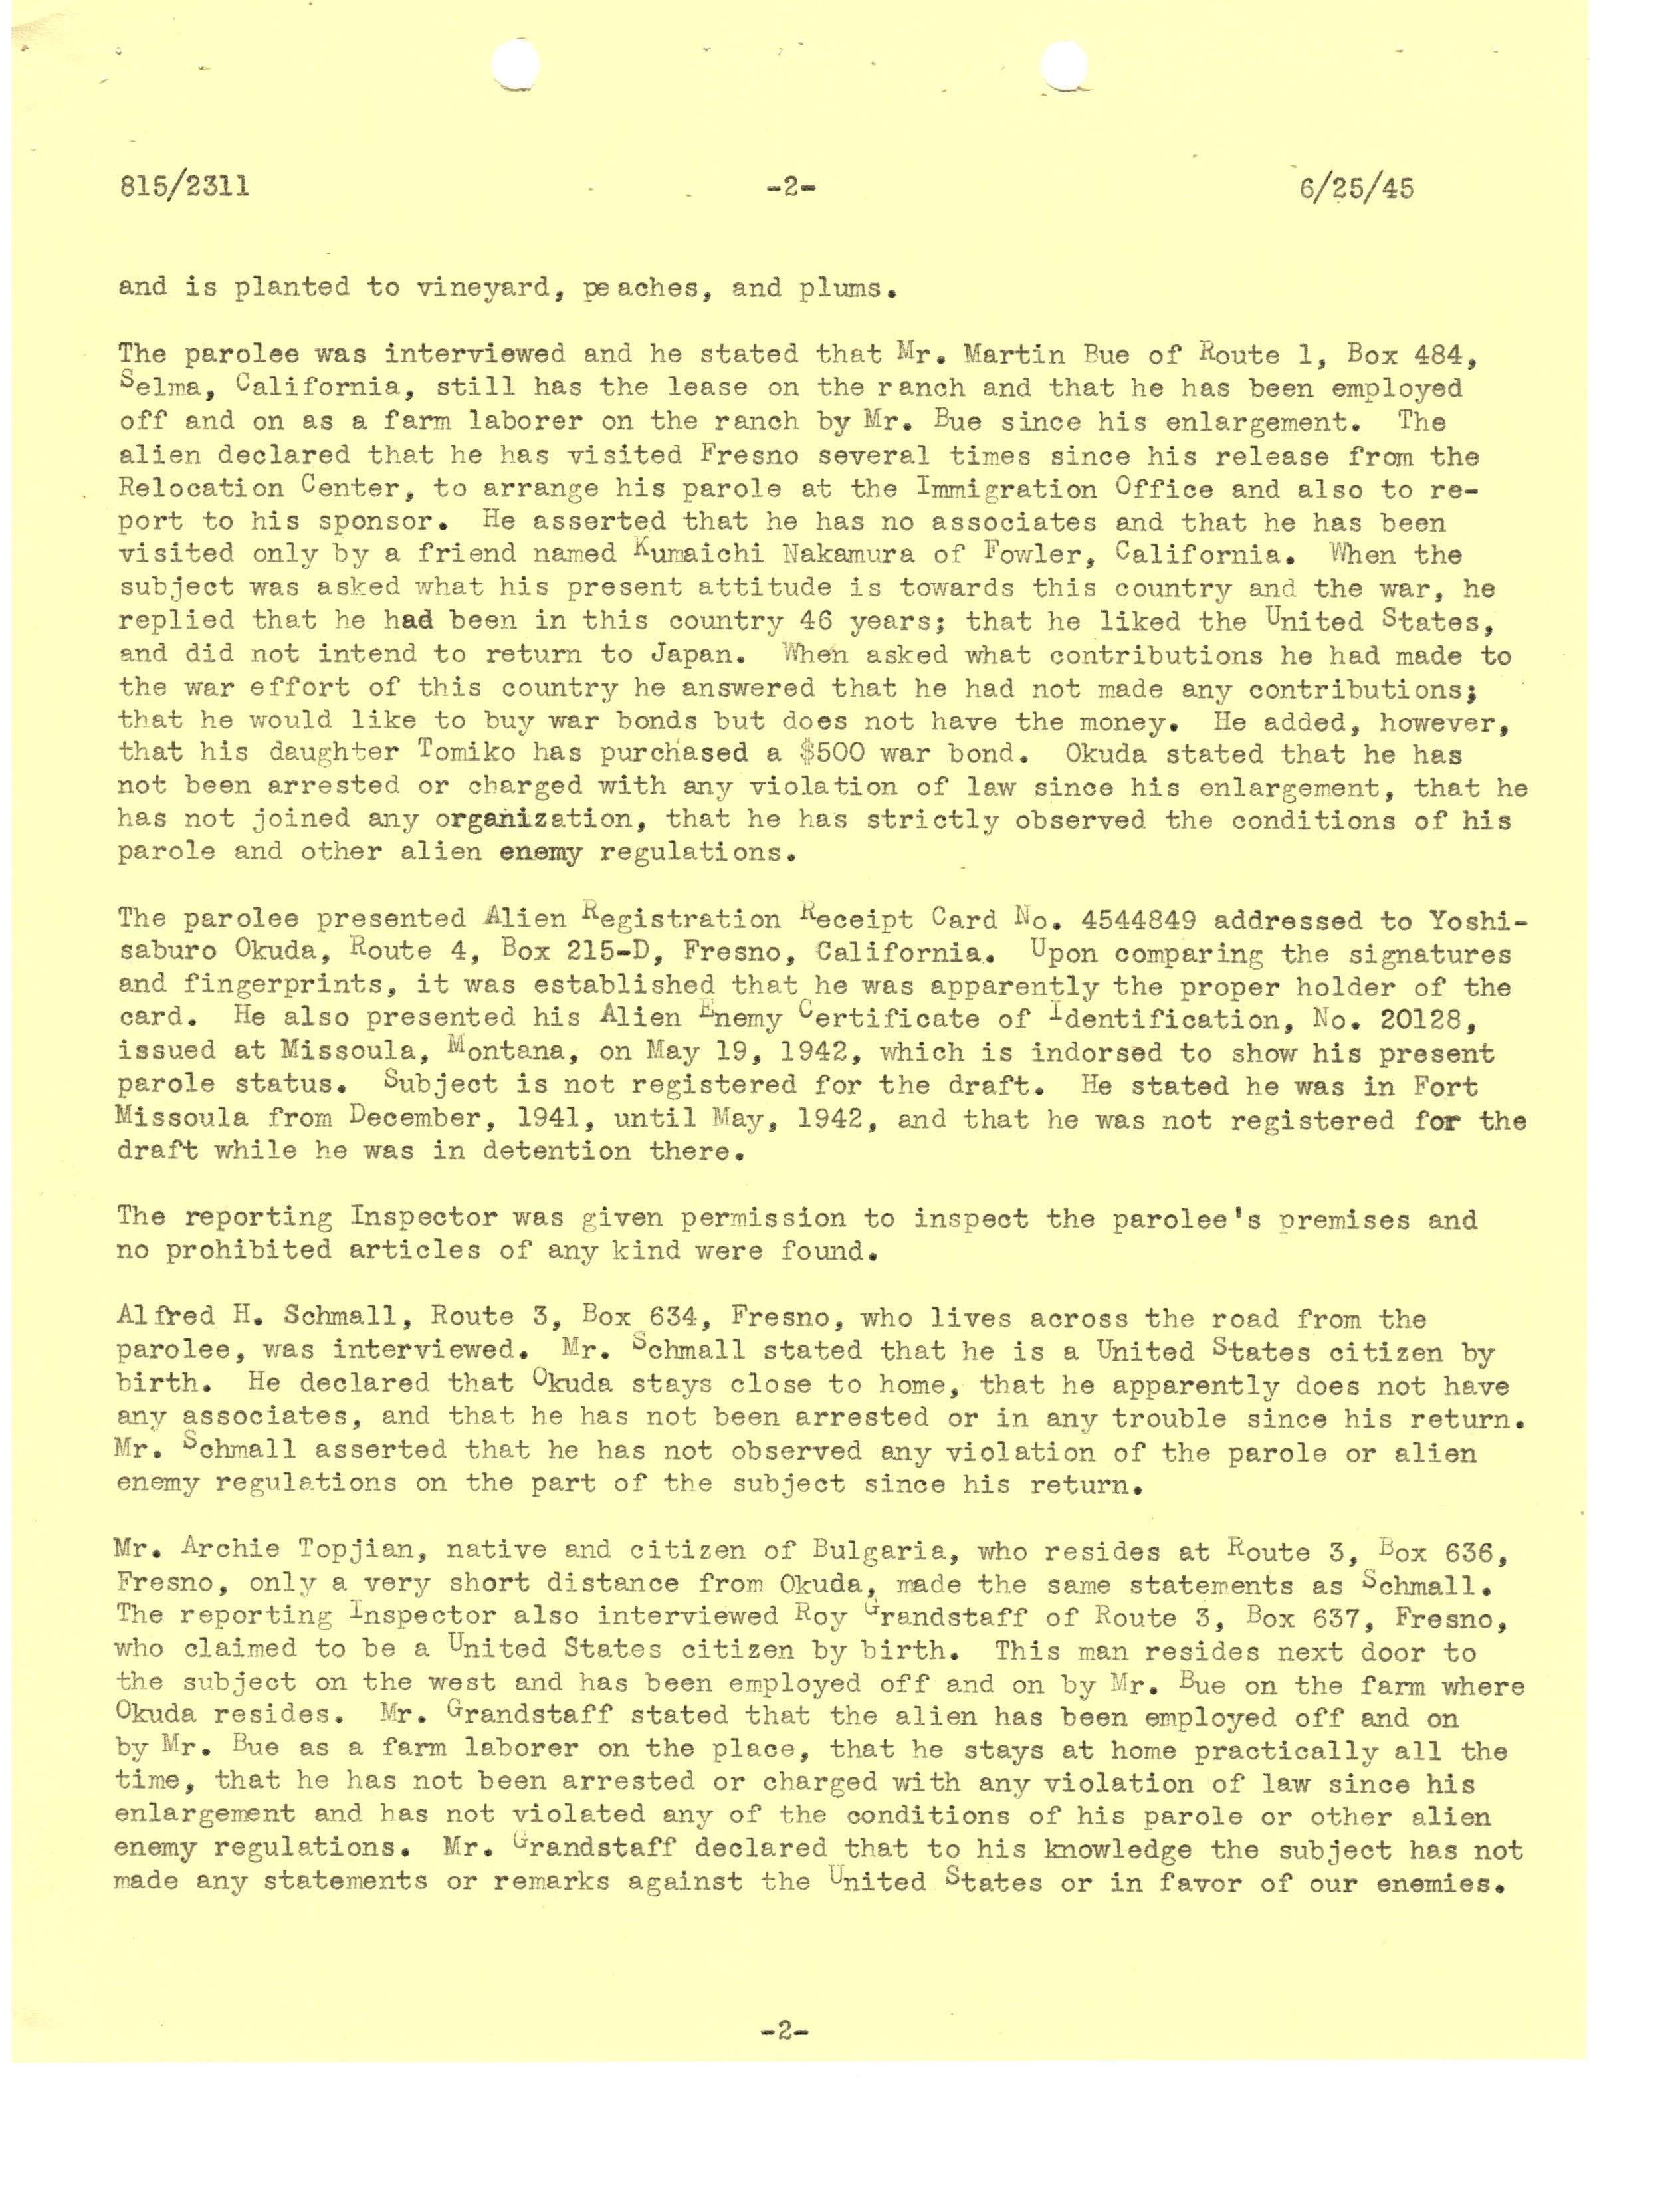 815/2311 -2- 6/25/45
and is planted to vineyard, peaches, and plums.
The parolee was interviewed and he stated that Mr. Martin Bue of Route 1, Box 484,
Selma, California, still has the lease on the ranch and that he has been employed
off and on as a farm laborer on the ranch by Mr. Bue since his enlargement. The
alien declared that he has visited Fresno several times since his release from the
Relocation Center, to arrange his parole at the Immigration Office and also to re-
port to his sponsor. He asserted that he has no associates and that he has been
visited only by a friend named Kumaichi Nakamura of Fowler, California. When the
subject was asked what his present attitude is towards this country and the war, he
replied that he had been in this country 46 years; that he liked the United States,
and did not intend to return to Japan. When asked what contributions he had made to
the war effort of this country he answered that he had not made any contributions;
that he would like to buy war bonds but does not have the money. He added, however,
that his daughter Tomiko has purchased a $500 war bond. Okuda stated that he has
not been arrested or charged with any violation of law since his enlargement, that he
has not joined any organization, that he has strictly observed the conditions of his
parole and other alien enemy regulations.
The parolee presented Alien Registration Receipt Card No. 4544849 addressed to Yoshi-
saburo Okuda, Route 4, Box 215-D, Fresno, California. Upon comparing the signatures
and fingerprints, it was established that he was apparently the proper holder of the
card. He also presented his Alien Enemy Certificate of Identification, No. 20128,
issued at Missoula, Montana, on May 19, 1942, which is indorsed to show his present
parole status. Subject is not registered for the draft. He stated he was in Fort
Missoula from December, 1941, until May, 1942, and that he was not registered for the
draft while he was in detention there.
The reporting Inspector was given permission to inspect the parolee's premises and
no prohibited articles of any kind were found.
Alfred H. Schmall, Route 3, Box 634, Fresno, who lives across the road from the
parolee, was interviewed. Mr. Schmall stated that he is a United States citizen by
birth. He declared that Okuda stays close to home, that he apparently does not have
any associates, and that he has not been arrested or in any trouble since his return.
Mr. Schmall asserted that he has not observed any violation of the parole or alien
enemy regulations on the part of the subject since his return.
Mr. Archie Topjian, native and citizen of Bulgaria, who resides at Route 3, Box 636,
Fresno, only a very short distance from Okuda, made the same statements as Schmall.
The reporting Inspector also interviewed Roy Grandstaff of Route 3, Box 637, Fresno,
who claimed to be a United States citizen by birth. This man resides next door to
the subject on the west and has been employed off and on by Mr. Bue on the farm where
Okuda resides. Mr. Grandstaff stated that the alien has been employed off and on
by Mr. Bue as a farm laborer on the place, that he stays at home practically all the
time, that he has not been arrested or charged with any violation of law since his
enlargement and has not violated any of the conditions of his parole or other alien
enemy regulations. Mr. Grandstaff declared that to his knowledge the subject has not
made any statements or remarks against the United States or in favor of our enemies.
-2-